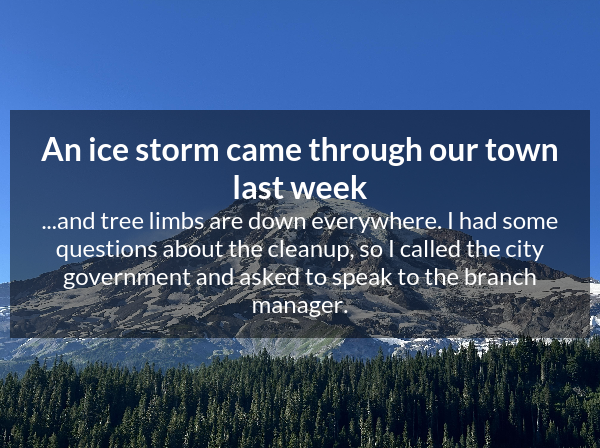 An ice storm came through our town
last week
...and tree limbs are down everywhere. I had some
questions about the cleanup, so I called the city
government and asked to speak to the branch
manager.